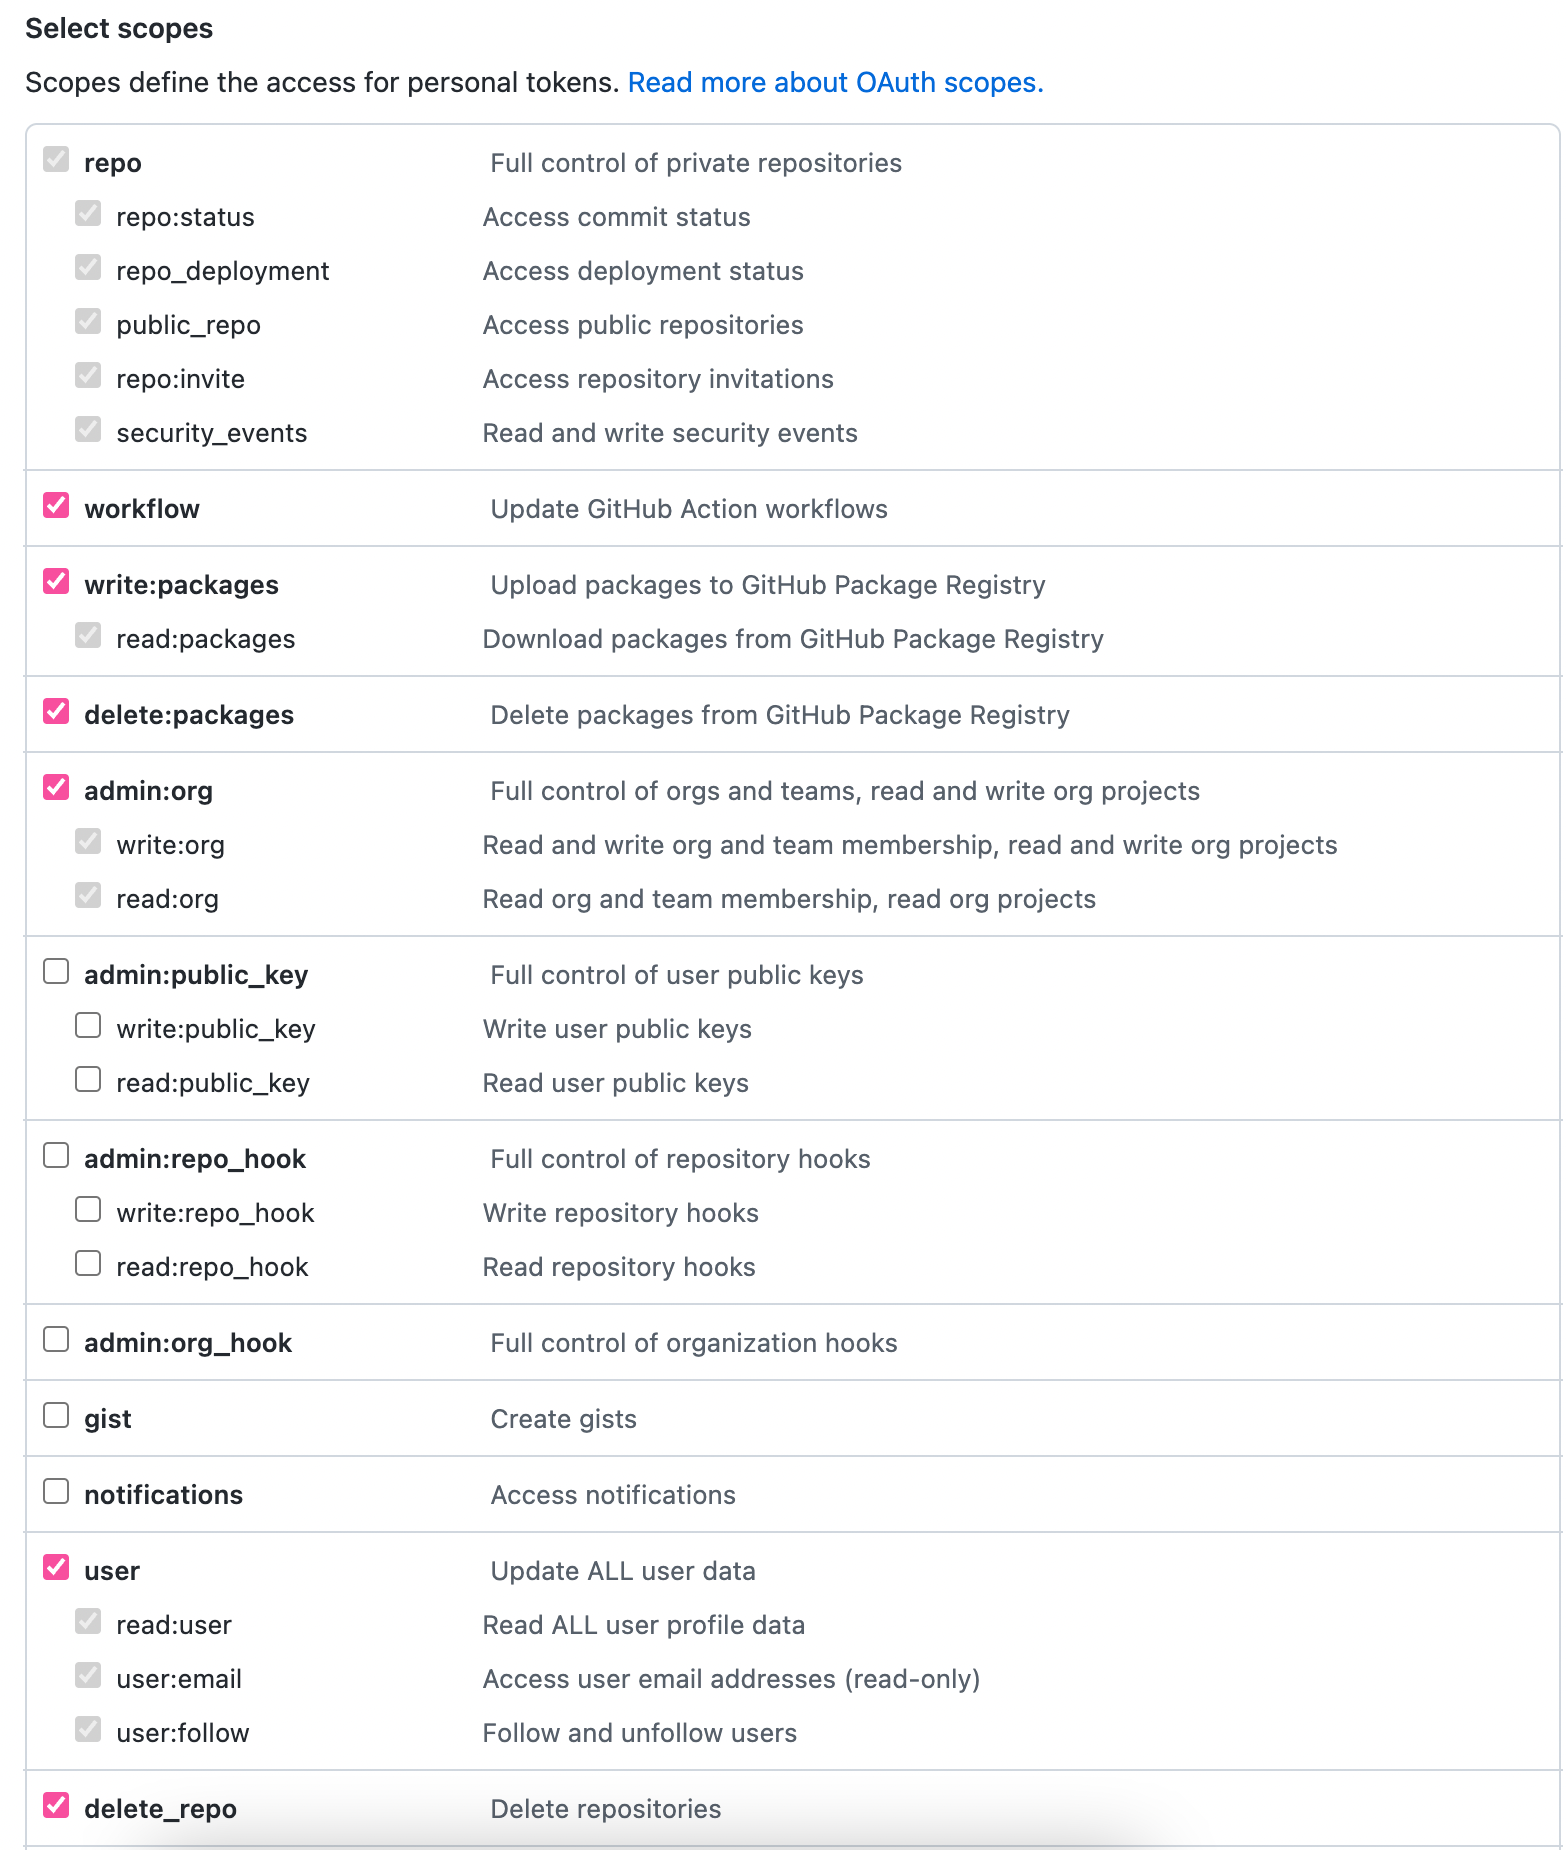 Select scopes
Scopes define the access for personal tokens. Read more about OAuth scopes.
repo Full control of private repositories
repo:status Access commit status
repo_deployment Access deployment status
public_repo Access public repositories
repo:invite Access repository invitations
security_events Read and write security events
workflow Update GitHub Action workflows
write:packages Upload packages to GitHub Package Registry
read:packages Download packages from GitHub Package Registry
delete:packages Delete packages from GitHub Package Registry
admin:org Full control of orgs and teams, read and write org projects
write:org Read and write org and team membership, read and write org projects
read:org Read org and team membership, read org projects
admin:public_key Full control of user public keys
write:public_key Write user public keys
read:public_key Read user public keys
admin:repo_hook Full control of repository hooks
write:repo_hook Write repository hooks
read:repo_hook Read repository hooks
admin:org_hook Full control of organization hooks
gist Create gists
notifications Access notifications
user Update ALL user data
read:user Read ALL user profile data
user:email Access user email addresses (read-only)
user:follow Follow and unfollow users
delete_repo Delete repositories